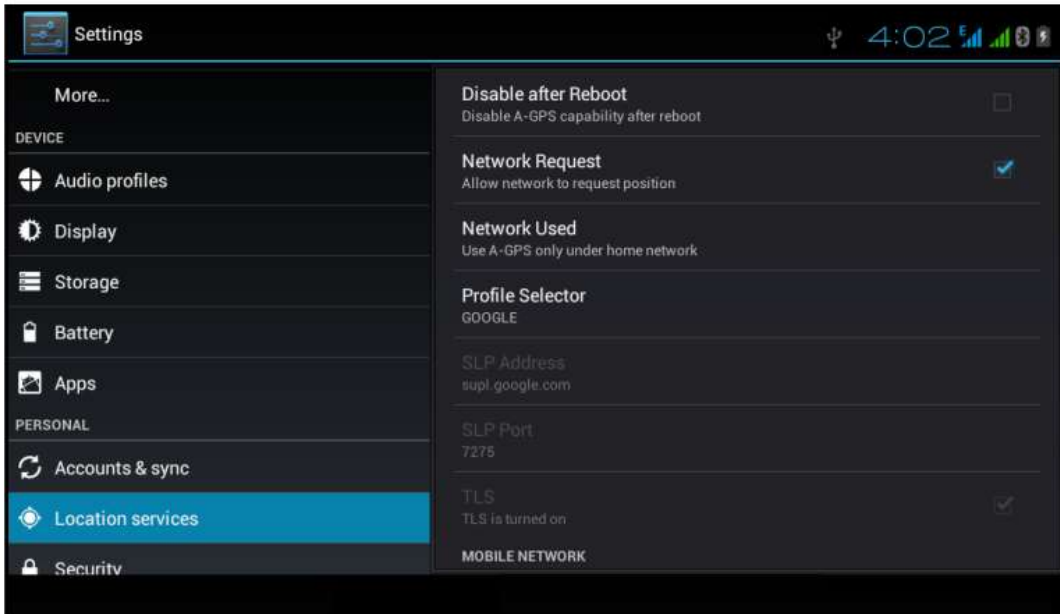 Settings
4:02
E
More...
DEVICE
Audio profiles
Display
Storage
Battery
Apps
PERSONAL
Accounts & sync
Location services
Security
Disable after Reboot
Disable A-GPS capability after reboot
Network Request
Allow network to request position
Network Used
Use A-GPS only under home network
Profile Selector
GOOGLE
SLP Address
supl.google.com
SLP Port
7275
TLS
TLS is turned on
MOBILE NETWORK